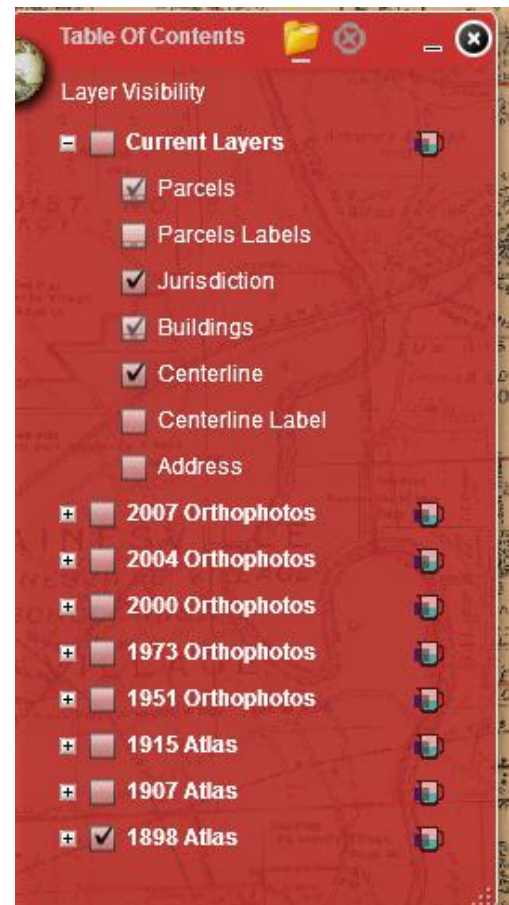 Table Of Contents
Layer Visibility
Current Layers
Parcels
Parcels Labels
Jurisdiction
Buildings
Centerline
Centerline Label
Address
2007 Orthophotos
2004 Orthophotos
2000 Orthophotos
1973 Orthophotos
1951 Orthophotos
1915 Atlas
1907 Atlas
1898 Atlas